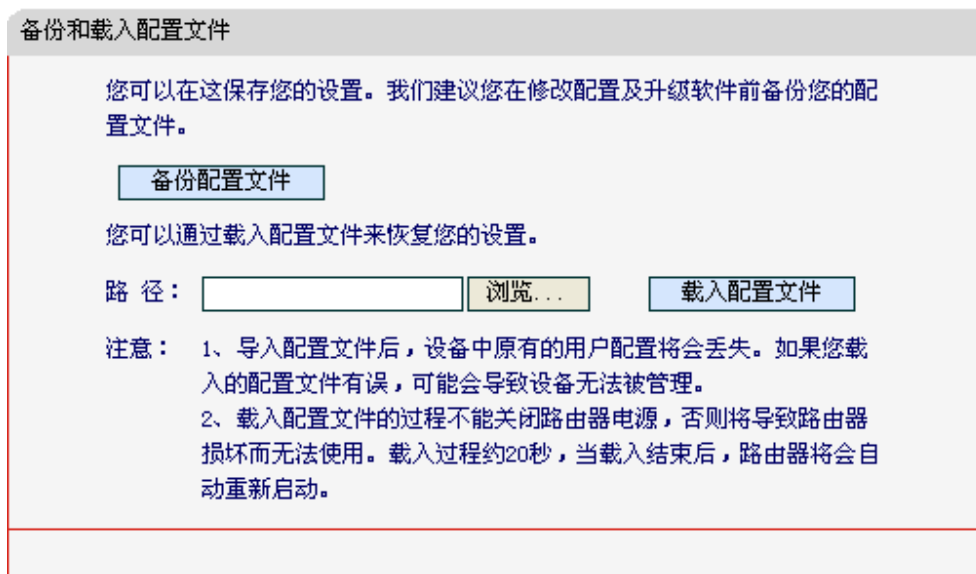 备份和载入配置文件
您可以在这保存您的设置。我们建议您在修改配置及升级软件前备份您的配
置文件。
备份配置文件
您可以通过载入配置文件来恢复您的设置。
路 径： 浏览... 载入配置文件
注意： 1、导入配置文件后，设备中原有的用户配置将会丢失。如果您载
入的配置文件有误，可能会导致设备无法被管理。
2、载入配置文件的过程不能关闭路由器电源，否则将导致路由器
损坏而无法使用。载入过程约20秒，当载入结束后，路由器将会自
动重新启动。